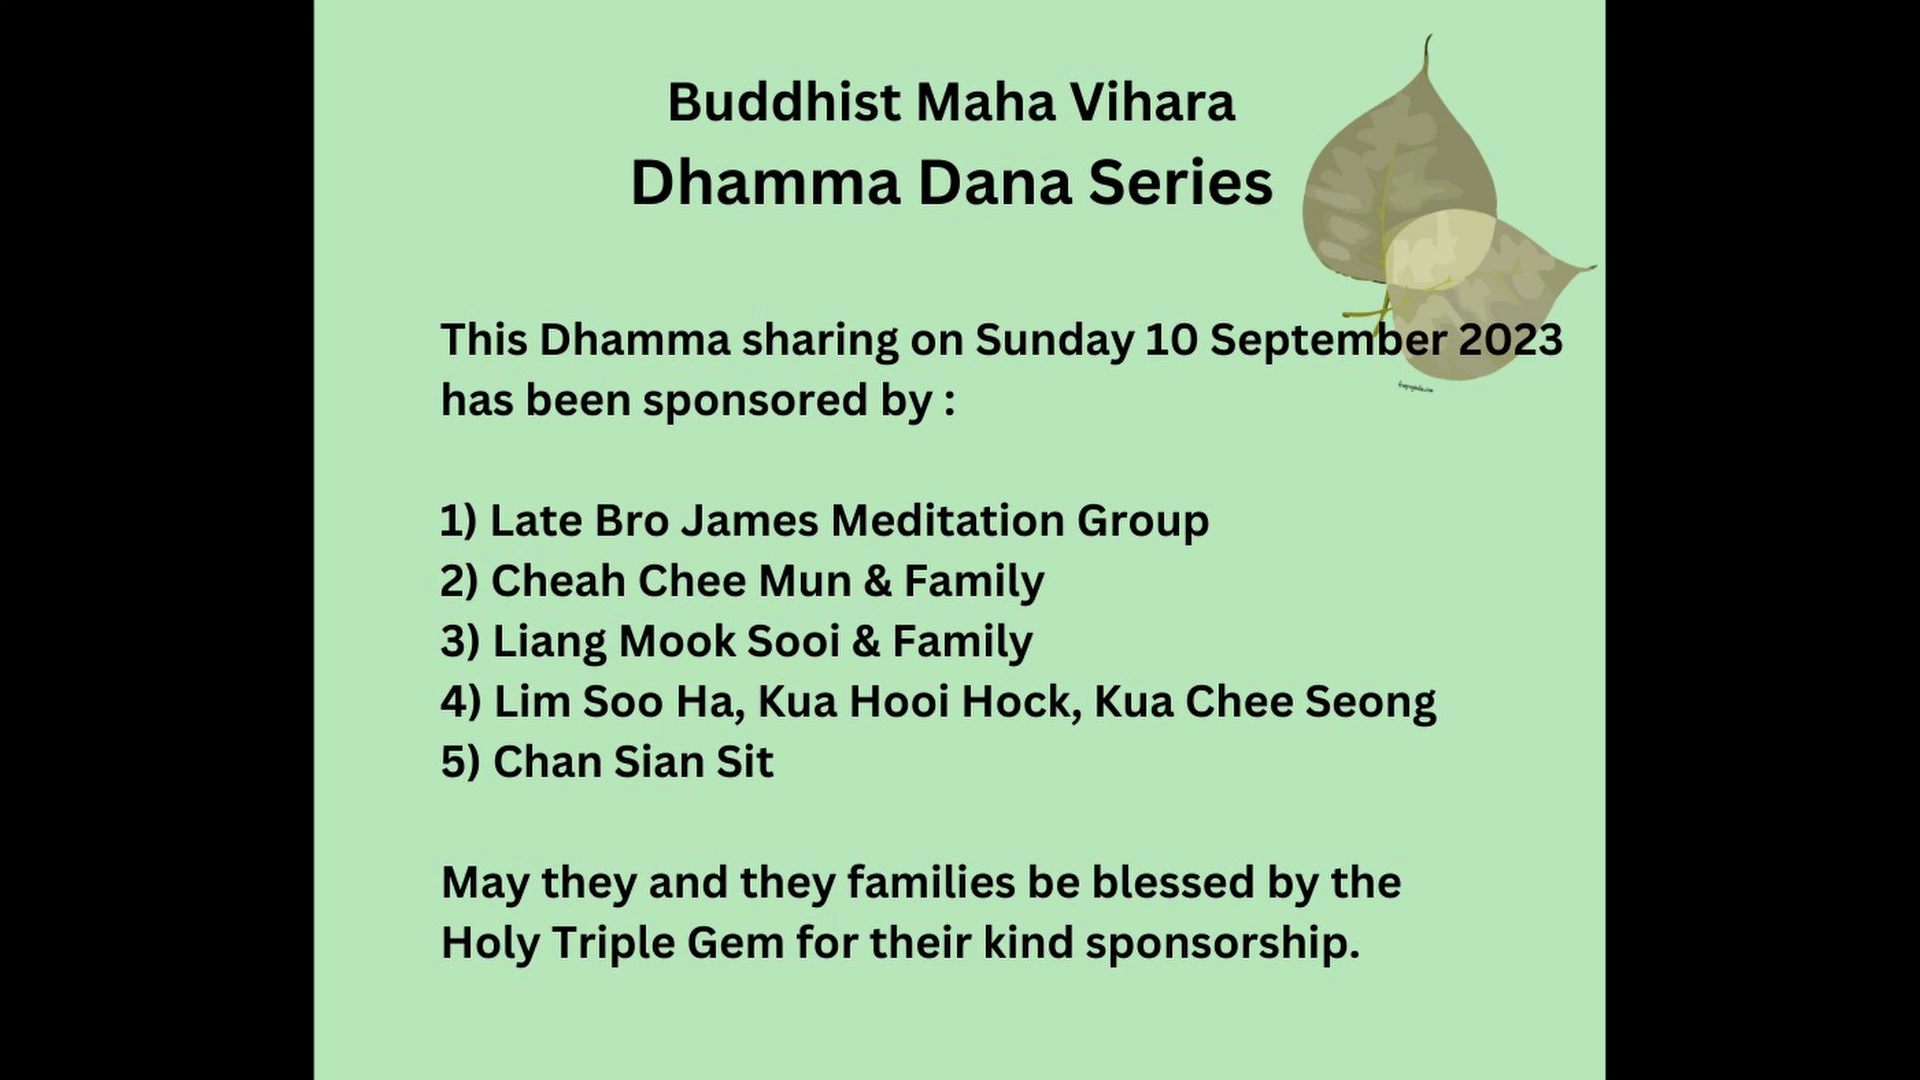 Buddhist Maha Vihara
Dhamma Dana Series
This Dhamma sharing on Sunday 10 September 2023
has been sponsored by :
1) Late Bro James Meditation Group
2) Cheah Chee Mun & Family
3) Liang Mook Sooi & Family
4) Lim Soo Ha, Kua Hooi Hock, Kua Chee Seong
5) Chan Sian Sit
May they and they families be blessed by the
Holy Triple Gem for their kind sponsorship.